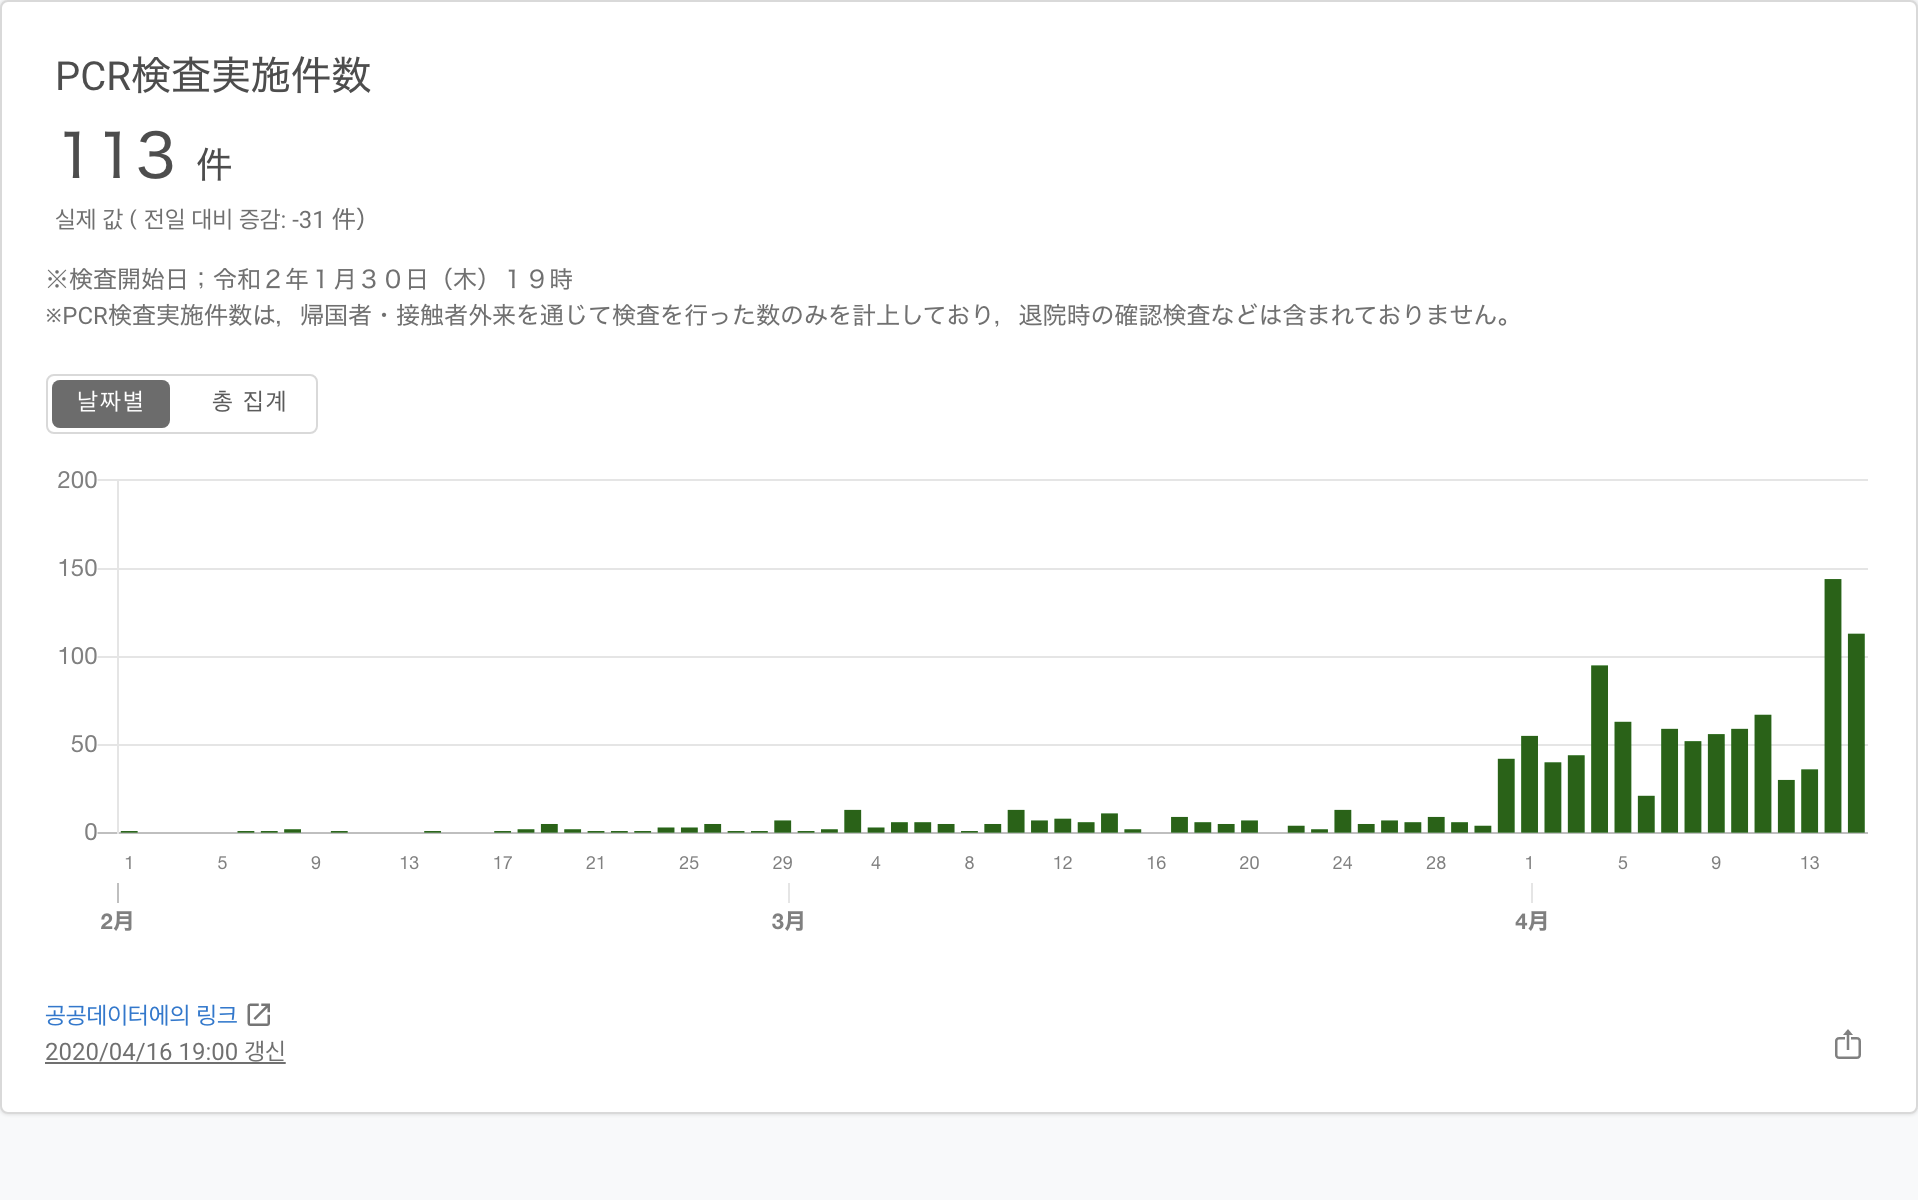 PCR検査実施件数
113 件
실제 값 ( 전일 대비 증감: -31 件）
※検査開始日；令和２年１月３０日（木）１９時
※PCR検査実施件数は，帰国者・接触者外来を通じて検査を行った数のみを計上しており，退院時の確認検査などは含まれておりません。
날짜별 총 집계
200
150
100
50
0
1 5 9 13 17 21 25 29 4 8 12 16 20 24 28 1 5 9 13
2月 3月 4月
공공데이터에의 링크
2020/04/16 19:00 갱신